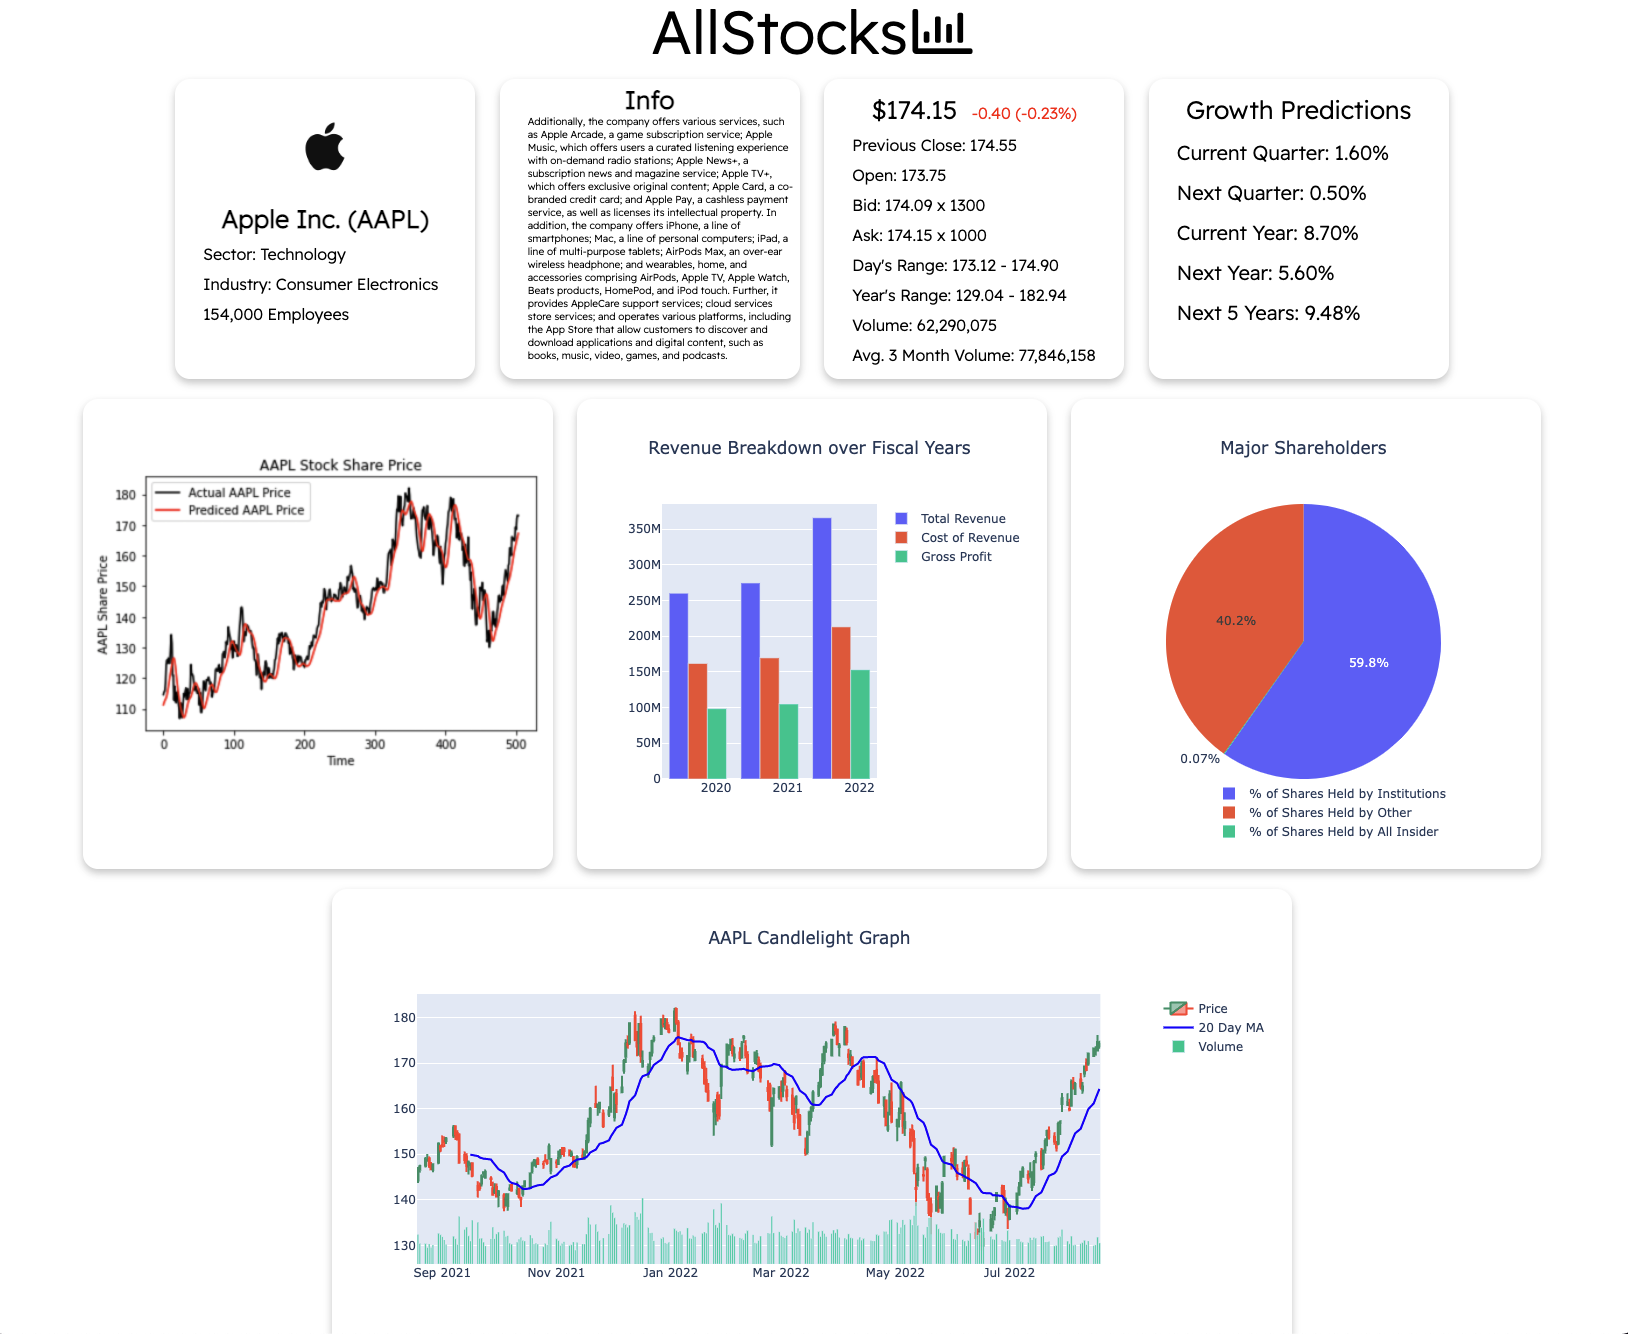 AllStocks
Apple Inc. (AAPL)
Sector: Technology
Industry: Consumer Electronics
154,000 Employees
Info
Additionally, the company offers various services, such
as Apple Arcade, a game subscription service; Apple
Music, which offers users a curated listening experience
with on-demand radio stations; Apple News+, a
subscription news and magazine service; Apple TV+,
which offers exclusive original content; Apple Card, a co-
branded credit card; and Apple Pay, a cashless payment
service, as well as licenses its intellectual property. In
addition, the company offers iPhone, a line of
smartphones; Mac, a line of personal computers; iPad, a
line of multi-purpose tablets; AirPods Max, an over-ear
wireless headphone; and wearables, home, and
accessories comprising AirPods, Apple TV, Apple Watch,
Beats products, HomePod, and iPod touch. Further, it
provides AppleCare support services; cloud services
store services; and operates various platforms, including
the App Store that allow customers to discover and
download applications and digital content, such as
books, music, video, games, and podcasts.
$174.15 -0.40 (-0.23%)
Previous Close: 174.55
Open: 173.75
Bid: 174.09 x 1300
Ask: 174.15 x 1000
Day's Range: 173.12 - 174.90
Year's Range: 129.04 - 182.94
Volume: 62,290,075
Avg. 3 Month Volume: 77,846,158
Growth Predictions
Current Quarter: 1.60%
Next Quarter: 0.50%
Current Year: 8.70%
Next Year: 5.60%
Next 5 Years: 9.48%
AAPL Stock Share Price
Actual AAPL Price
Prediced AAPL Price
AAPL Share Price
180
170
160
150
140
130
120
110
0 100 200 300 400 500
Time
Revenue Breakdown over Fiscal Years
350M
300M
250M
200M
150M
100M
50M
0
2020 2021 2022
Total Revenue
Cost of Revenue
Gross Profit
Major Shareholders
40.2%
59.8%
0.07%
% of Shares Held by Institutions
% of Shares Held by Other
% of Shares Held by All Insider
AAPL Candlelight Graph
180
170
160
150
140
130
Sep 2021 Nov 2021 Jan 2022 Mar 2022 May 2022 Jul 2022
Price
20 Day MA
Volume